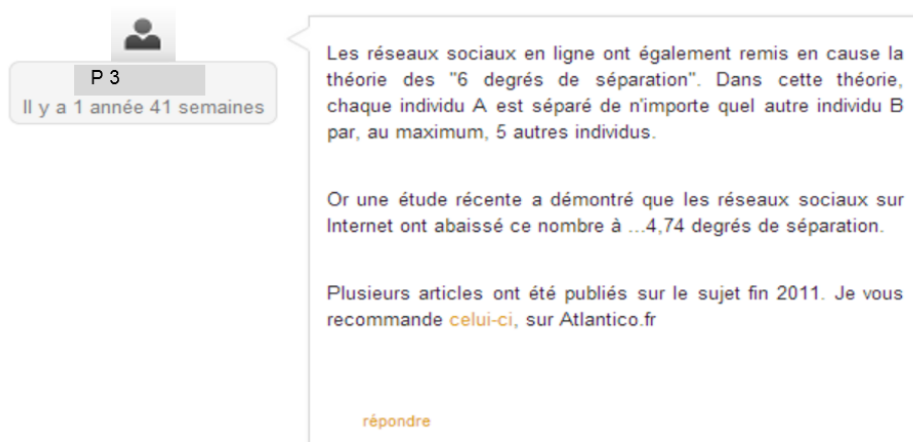 P 3
Il y a 1 année 41 semaines
Les réseaux sociaux en ligne ont également remis en cause la
théorie des "6 degrés de séparation". Dans cette théorie,
chaque individu A est séparé de n'importe quel autre individu B
par, au maximum, 5 autres individus.
Or une étude récente a démontré que les réseaux sociaux sur
Internet ont abaissé ce nombre à ...4,74 degrés de séparation.
Plusieurs articles ont été publiés sur le sujet fin 2011. Je vous
recommande celui-ci, sur Atlantico.fr
répondre